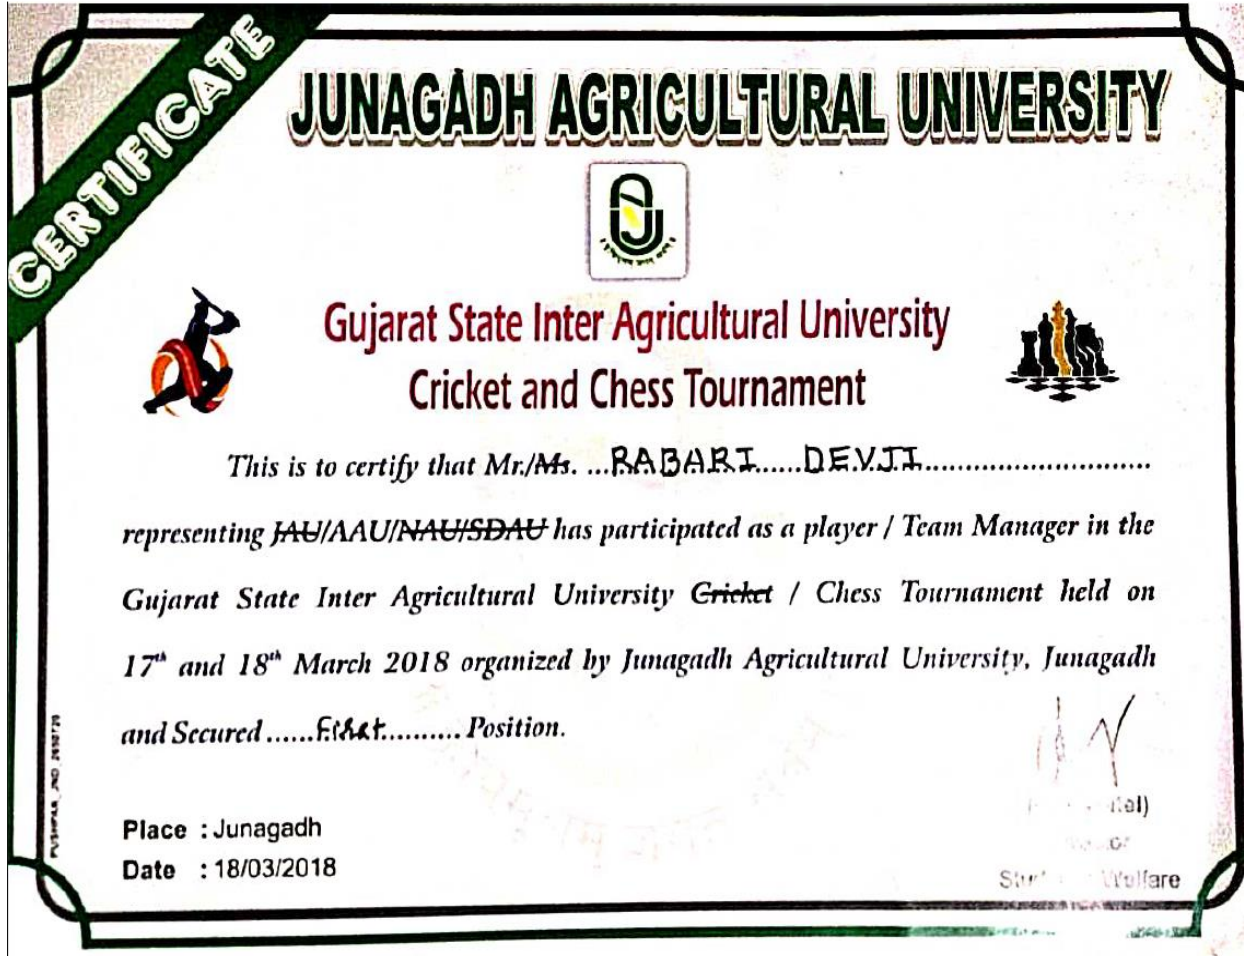 CERTIFICATE
JUNAGADH AGRICULTURAL UNIVERSITY
Gujarat State Inter Agricultural University
Cricket and Chess Tournament
This is to certify that Mr./Ms. ...RABARI......DEVJI..............................
representing JAU/AAU/NAU/SDAU has participated as a player / Team Manager in the
Gujarat State Inter Agricultural University Cricket / Chess Tournament held on
17th and 18th March 2018 organized by Junagadh Agricultural University, Junagadh
and Secured ......First.......... Position.
Place : Junagadh
Date : 18/03/2018
Welfare